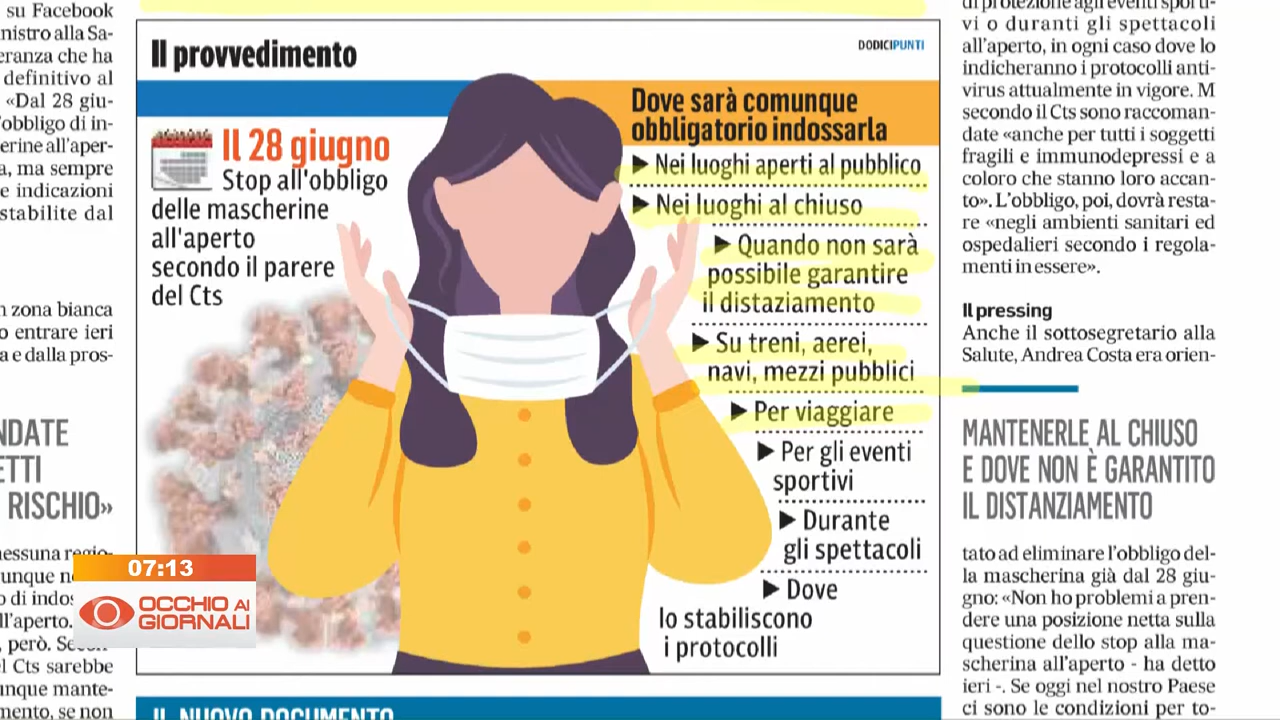 su Facebook
nistro alla Sa-
eranza che ha
definitivo al
«Dal 28 giu-
'obbligo di in-
erine all'aper-
a, ma sempre
e indicazioni
stabilite dal
n zona bianca
o entrare ieri
a e dalla pros-
NDATE
ETTI
RISCHIO»
nessuna regio-
unque n
o di indos
ll'aperto.
, però. Secon-
l Cts sarebbe
unque mante-
mento, se non
Il provvedimento
DODICIPUNTI
Il 28 giugno
Stop all'obbligo
delle mascherine
all'aperto
secondo il parere
del Cts
Dove sarà comunque
obbligatorio indossarla
▶ Nei luoghi aperti al pubblico
▶ Nei luoghi al chiuso
▶ Quando non sarà
possibile garantire
il distaziamento
▶ Su treni, aerei,
navi, mezzi pubblici
▶ Per viaggiare
▶ Per gli eventi
sportivi
▶ Durante
gli spettacoli
▶ Dove
lo stabiliscono
i protocolli
IL NUOVO DOCUMENTO
di protezione agli eventi sporti-
vi o duranti gli spettacoli
all'aperto, in ogni caso dove lo
indicheranno i protocolli anti-
virus attualmente in vigore. M
secondo il Cts sono raccoman-
date «anche per tutti i soggetti
fragili e immunodepressi e a
coloro che stanno loro accan-
to». L'obbligo, poi, dovrà resta-
re «negli ambienti sanitari ed
ospedalieri secondo i regola-
menti in essere».
Il pressing
Anche il sottosegretario alla
Salute, Andrea Costa era orien-
MANTENERLE AL CHIUSO
E DOVE NON È GARANTITO
IL DISTANZIAMENTO
tato ad eliminare l'obbligo del-
la mascherina già dal 28 giu-
gno: «Non ho problemi a pren-
dere una posizione netta sulla
questione dello stop alla ma-
scherina all'aperto - ha detto
ieri -. Se oggi nel nostro Paese
ci sono le condizioni per to-
07:13
OCCHIO AI
GIORNALI